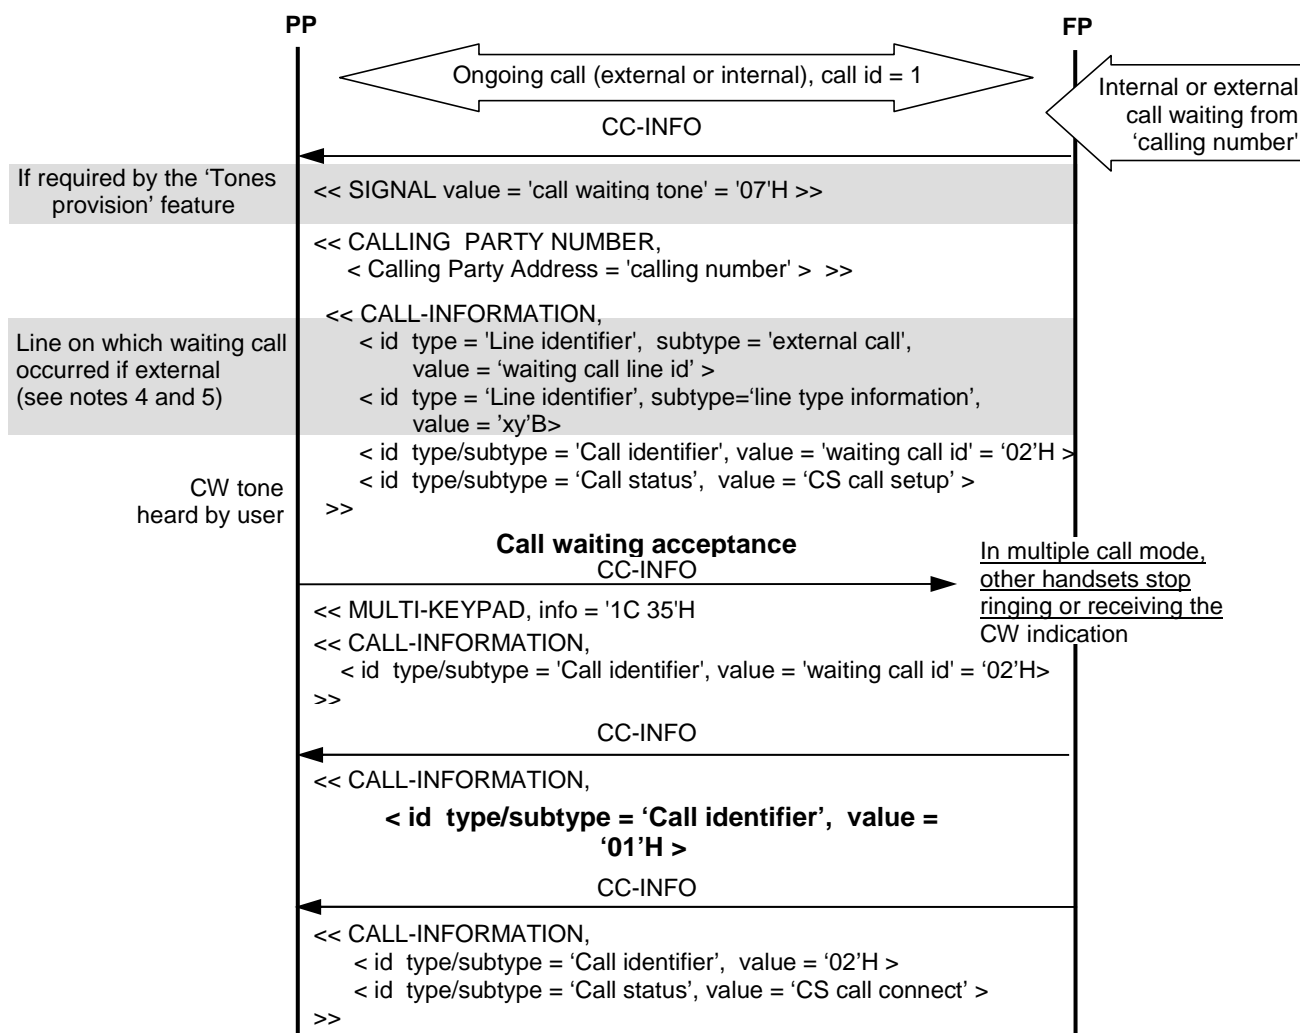 PP
FP
Ongoing call (external or internal), call id = 1
Internal or external
call waiting from
‘calling number'
CC-INFO
If required by the ‘Tones
provision’ feature
<< SIGNAL value = 'call waiting tone' = '07'H >>
<< CALLING  PARTY NUMBER,
< Calling Party Address = 'calling number' >  >>
<< CALL-INFORMATION,
Line on which waiting call
occurred if external
(see notes 4 and 5)
< id  type = 'Line identifier',  subtype = 'external call',
value = ‘waiting call line id’ >
< id  type = ‘Line identifier’, subtype=‘line type information’,
value = ’xy’B>
< id  type/subtype = 'Call identifier', value = 'waiting call id' = ‘02’H >
< id  type/subtype = ‘Call status’,  value = ‘CS call setup’ >
>>
CW tone
heard by user
Call waiting acceptance
CC-INFO
In multiple call mode,
other handsets stop
ringing or receiving the
CW indication
<< MULTI-KEYPAD, info = '1C 35'H
<< CALL-INFORMATION,
< id  type/subtype = 'Call identifier', value = 'waiting call id' = ‘02’H>
>>
CC-INFO
<< CALL-INFORMATION,
< id  type/subtype = ‘Call identifier’,  value =
‘01’H >
CC-INFO
<< CALL-INFORMATION,
< id  type/subtype = ‘Call identifier’,  value = ‘02’H >
< id  type/subtype = ‘Call status’, value = ‘CS call connect’ >
>>